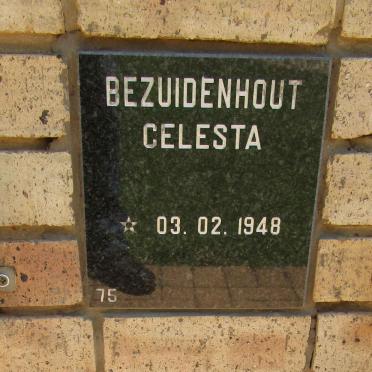 BEZUIDENHOUT
CELESTA
☆ 03. 02. 1948
75